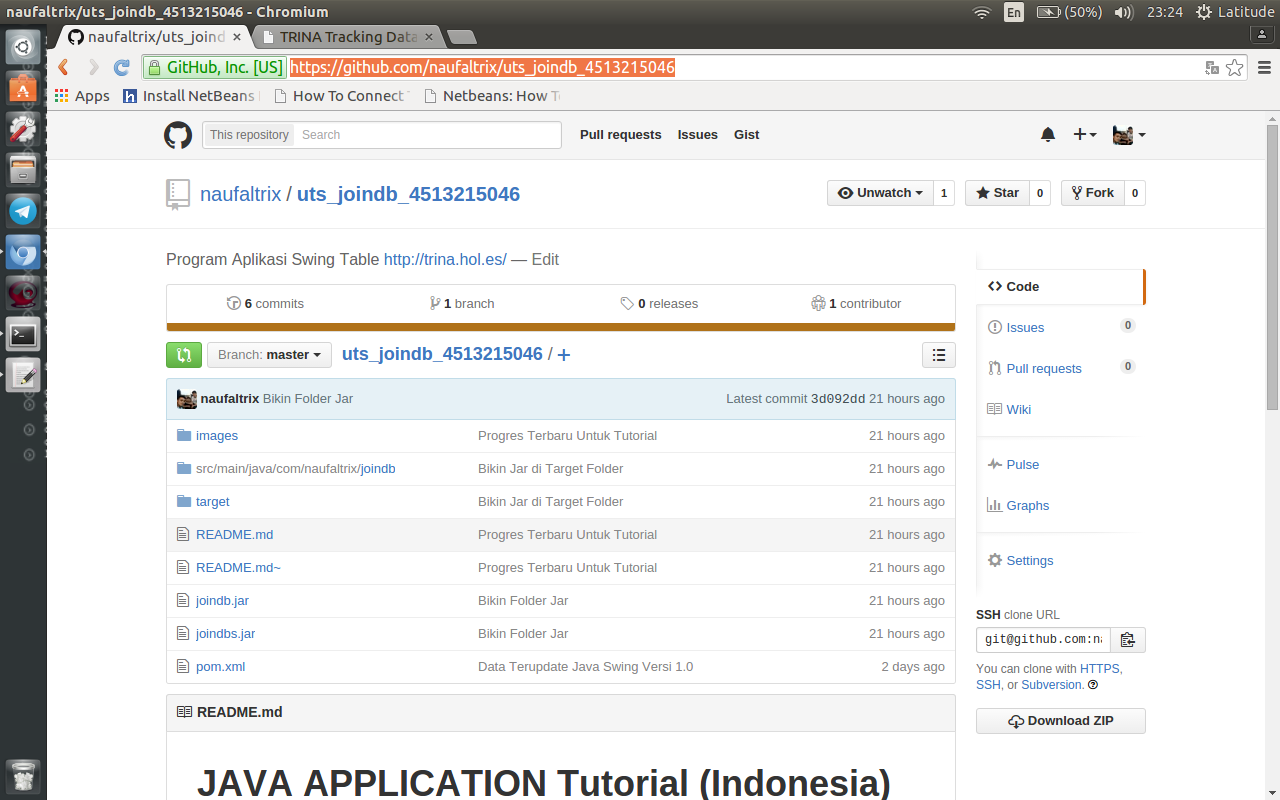 naufaltrix/uts_joindb_4513215046 - Chromium
En (50%) 23:24 Latitude
naufaltrix/uts_joind × TRINA Tracking Data ×
GitHub, Inc. [US] https://github.com/naufaltrix/uts_joindb_4513215046
Apps Install NetBeans How To Connect Netbeans: How T
This repository Search Pull requests Issues Gist
naufaltrix / uts_joindb_4513215046
Unwatch 1 Star 0 Fork 0
Program Aplikasi Swing Table http://trina.hol.es/ — Edit
6 commits 1 branch 0 releases 1 contributor
Branch: master uts_joindb_4513215046 / +
naufaltrix Bikin Folder Jar Latest commit 3d092dd 21 hours ago
images Progres Terbaru Untuk Tutorial 21 hours ago
src/main/java/com/naufaltrix/joindb Bikin Jar di Target Folder 21 hours ago
target Bikin Jar di Target Folder 21 hours ago
README.md Progres Terbaru Untuk Tutorial 21 hours ago
README.md~ Progres Terbaru Untuk Tutorial 21 hours ago
joindb.jar Bikin Folder Jar 21 hours ago
joindbs.jar Bikin Folder Jar 21 hours ago
pom.xml Data Terupdate Java Swing Versi 1.0 2 days ago
README.md
JAVA APPLICATION Tutorial (Indonesia)
Code
Issues 0
Pull requests 0
Wiki
Pulse
Graphs
Settings
SSH clone URL
git@github.com:na
You can clone with HTTPS,
SSH, or Subversion.
Download ZIP